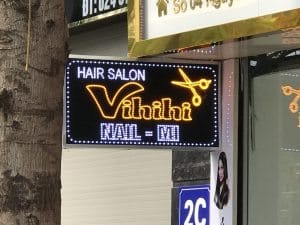 HAIR SALON
Vihihi
NAIL - MI
2C